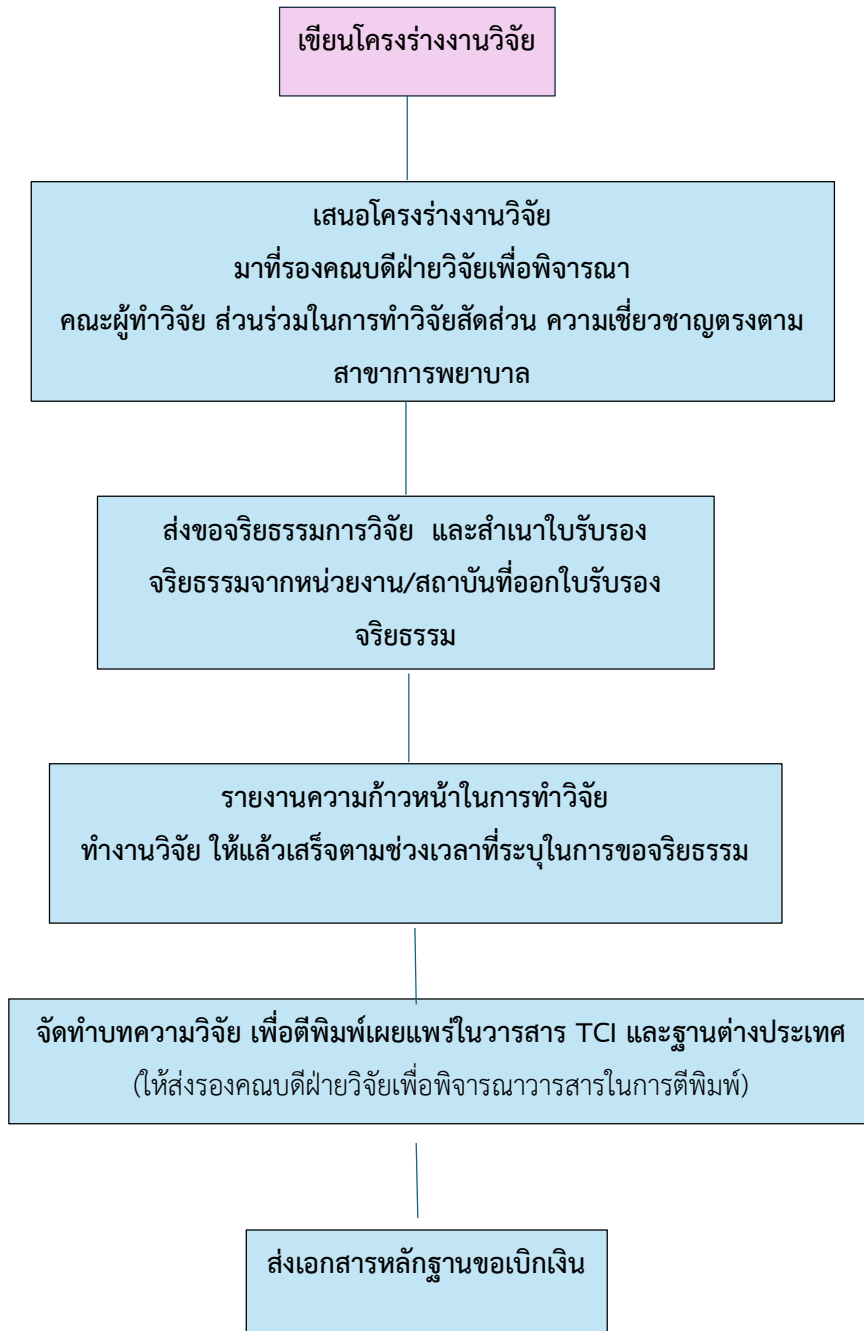 เขียนโครงร่างงานวิจัย
เสนอโครงร่างงานวิจัย
มาที่รองคณบดีฝ่ายวิจัยเพื่อพิจารณา
คณะผู้ทำวิจัย ส่วนร่วมในการทำวิจัยสัดส่วน ความเชี่ยวชาญตรงตาม
สาขาการพยาบาล
ส่งขอจริยธรรมการวิจัย และสำเนาใบรับรอง
จริยธรรมจากหน่วยงาน/สถาบันที่ออกใบรับรอง
จริยธรรม
รายงานความก้าวหน้าในการทำวิจัย
ทำงานวิจัย ให้แล้วเสร็จตามช่วงเวลาที่ระบุในการขอจริยธรรม
จัดทำบทความวิจัย เพื่อตีพิมพ์เผยแพร่ในวารสาร TCI และฐานต่างประเทศ
(ให้ส่งรองคณบดีฝ่ายวิจัยเพื่อพิจารณาวารสารในการตีพิมพ์)
ส่งเอกสารหลักฐานขอเบิกเงิน